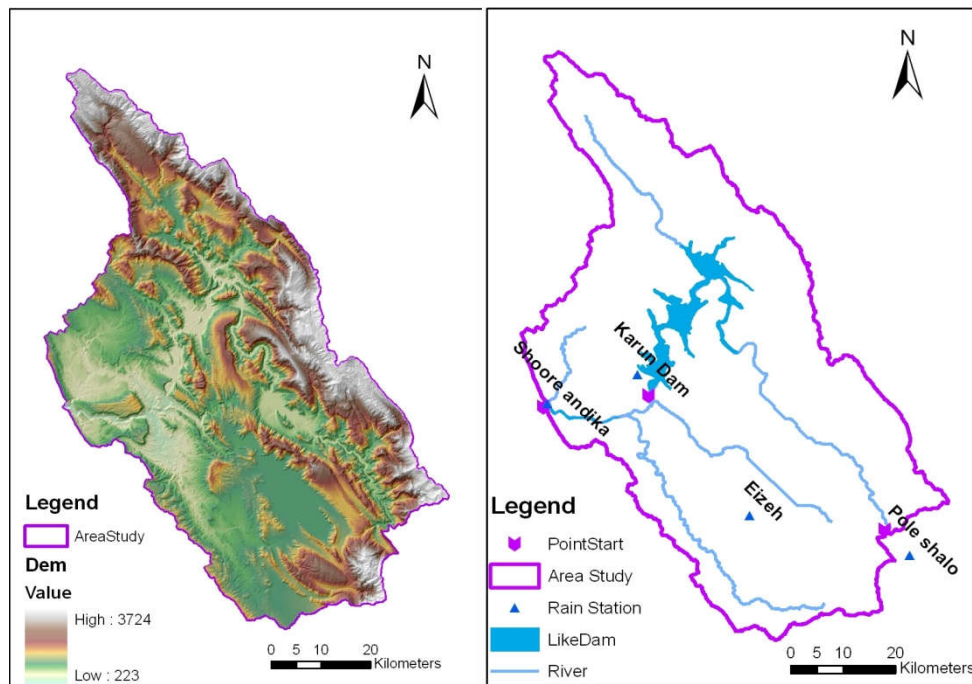 N
Legend
AreaStudy
Dem
Value
High : 3724
Low : 223
0 5 10 20
Kilometers
N
Karun Dam
Shoore andika
Eizeh
Pole shalo
Legend
PointStart
Area Study
Rain Station
LikeDam
River
0 5 10 20
Kilometers